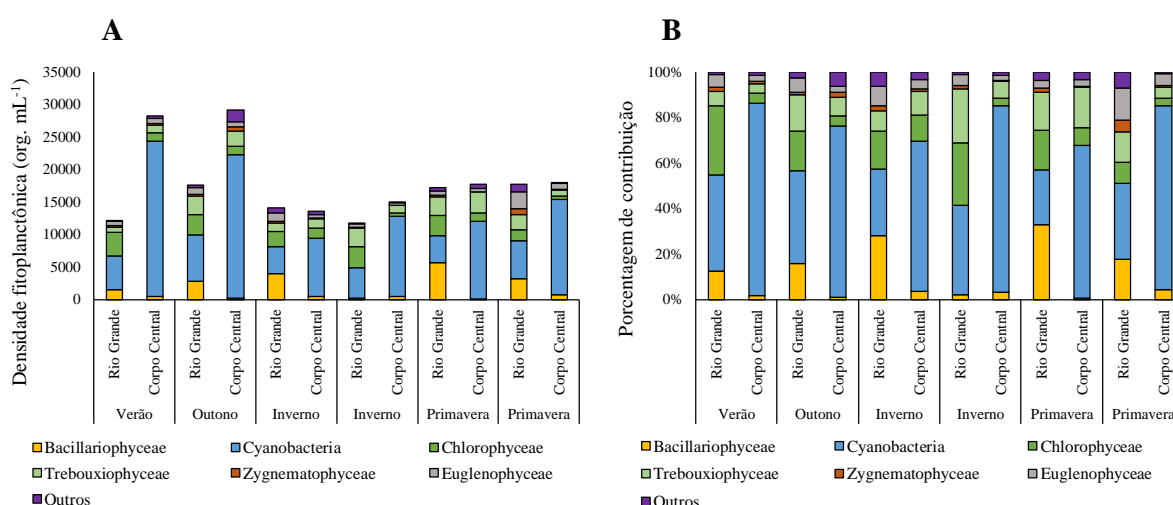 A
Densidade fitoplanctônica (org. mL-1)
35000
30000
25000
20000
15000
10000
5000
0
Rio Grande
Corpo Central
Rio Grande
Corpo Central
Rio Grande
Corpo Central
Rio Grande
Corpo Central
Rio Grande
Corpo Central
Rio Grande
Corpo Central
Verão Outono Inverno Inverno Primavera Primavera
Bacillariophyceae Cyanobacteria Chlorophyceae
Trebouxiophyceae Zygnematophyceae Euglenophyceae
Outros
B
Porcentagem de contribuição
100%
80%
60%
40%
20%
0%
Rio Grande
Corpo Central
Rio Grande
Corpo Central
Rio Grande
Corpo Central
Rio Grande
Corpo Central
Rio Grande
Corpo Central
Rio Grande
Corpo Central
Verão Outono Inverno Inverno Primavera Primavera
Bacillariophyceae Cyanobacteria Chlorophyceae
Trebouxiophyceae Zygnematophyceae Euglenophyceae
Outros